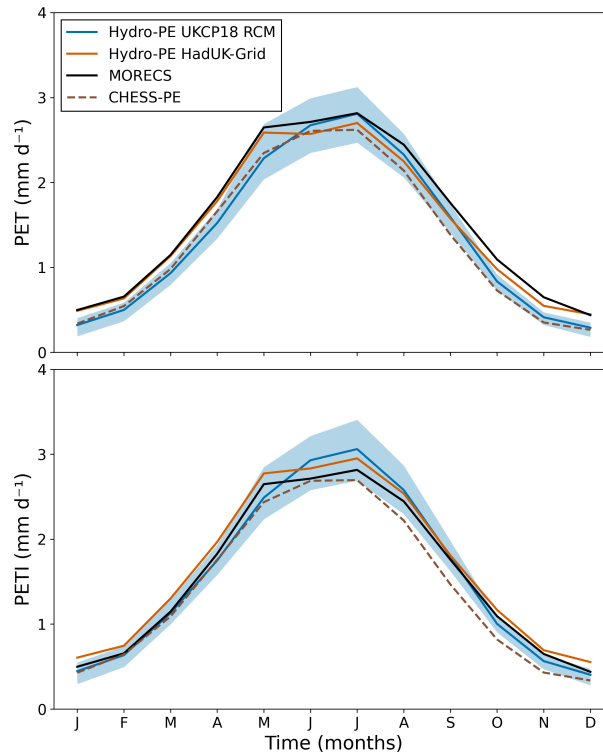 4
3
2
1
0
PET (mm d⁻¹)
Hydro-PE UKCP18 RCM
Hydro-PE HadUK-Grid
MORECS
CHESS-PE
4
3
2
1
0
PETI (mm d⁻¹)
J F M A M J J A S O N D
Time (months)